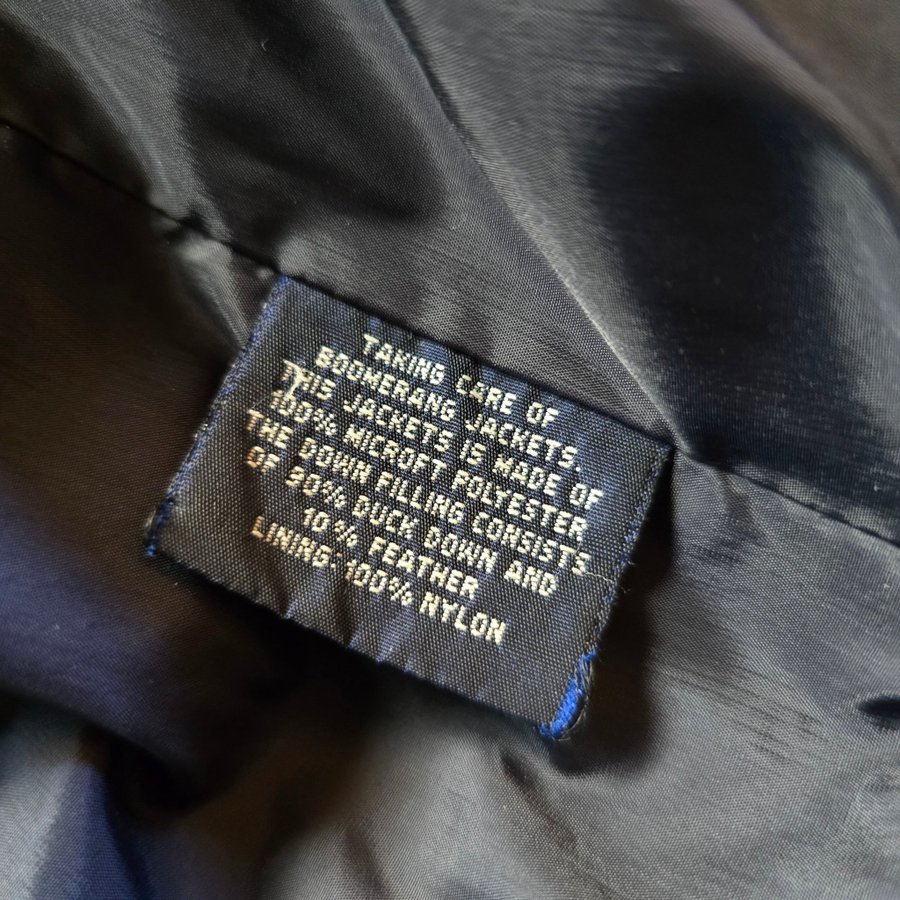 TAKING CARE OF
BOOMERANG JACKETS.
THIS JACKETS IS MADE OF
100% MICROFT POLYESTER
THE DOWN FILLING CONSISTS
OF 90% DUCK DOWN AND
10% FEATHER
LINING: 100% NYLON